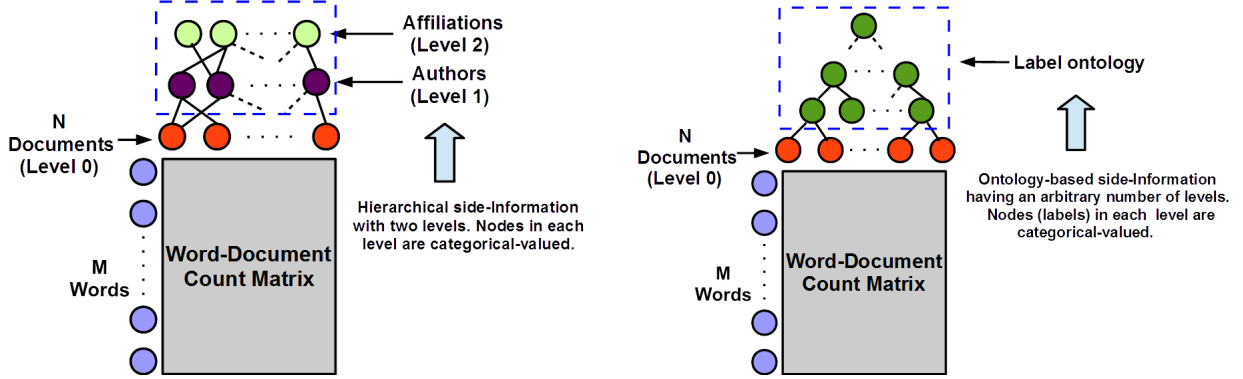 Affiliations
(Level 2)
Authors
(Level 1)
N
Documents
(Level 0)
Hierarchical side-Information
with two levels. Nodes in each
level are categorical-valued.
Word-Document
Count Matrix
M
Words
Label ontology
N
Documents
(Level 0)
Ontology-based side-Information
having an arbitrary number of levels.
Nodes (labels) in each level are
categorical-valued.
Word-Document
Count Matrix
M
Words